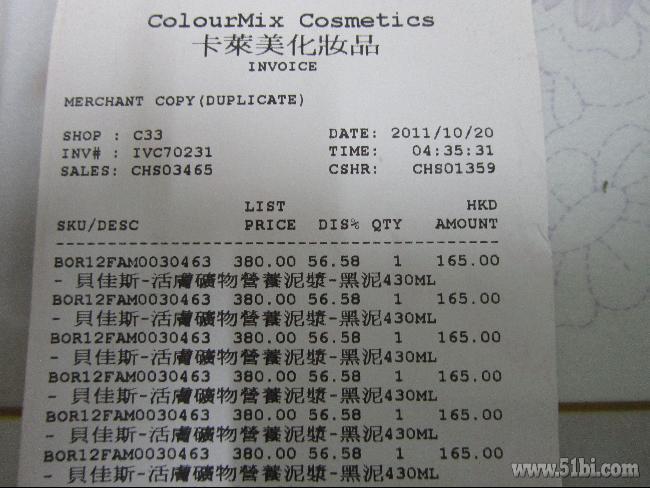 ColourMix Cosmetics
卡萊美化妝品
INVOICE
MERCHANT COPY(DUPLICATE)
SHOP : C33 DATE: 2011/10/20
INV# : IVC70231 TIME: 04:35:31
SALES: CHS03465 CSHR: CHS01359
LIST HKD
SKU/DESC PRICE DIS% QTY AMOUNT
BOR12FAM0030463 380.00 56.58 1 165.00
- 貝佳斯-活膚礦物營養泥漿-黑泥430ML
BOR12FAM0030463 380.00 56.58 1 165.00
- 貝佳斯-活膚礦物營養泥漿-黑泥430ML
BOR12FAM0030463 380.00 56.58 1 165.00
- 貝佳斯-活膚礦物營養泥漿-黑泥430ML
BOR12FAM0030463 380.00 56.58 1 165.00
- 貝佳斯-活膚礦物營養泥漿-黑泥430ML
BOR12FAM0030463 380.00 56.58 1 165.00
- 貝佳斯-活膚礦物營養泥漿-黑泥430ML
BOR12FAM0030463 380.00 56.58 1 165.00
- 貝佳斯-活膚礦物營養泥漿-黑泥430ML
www.51bi.com